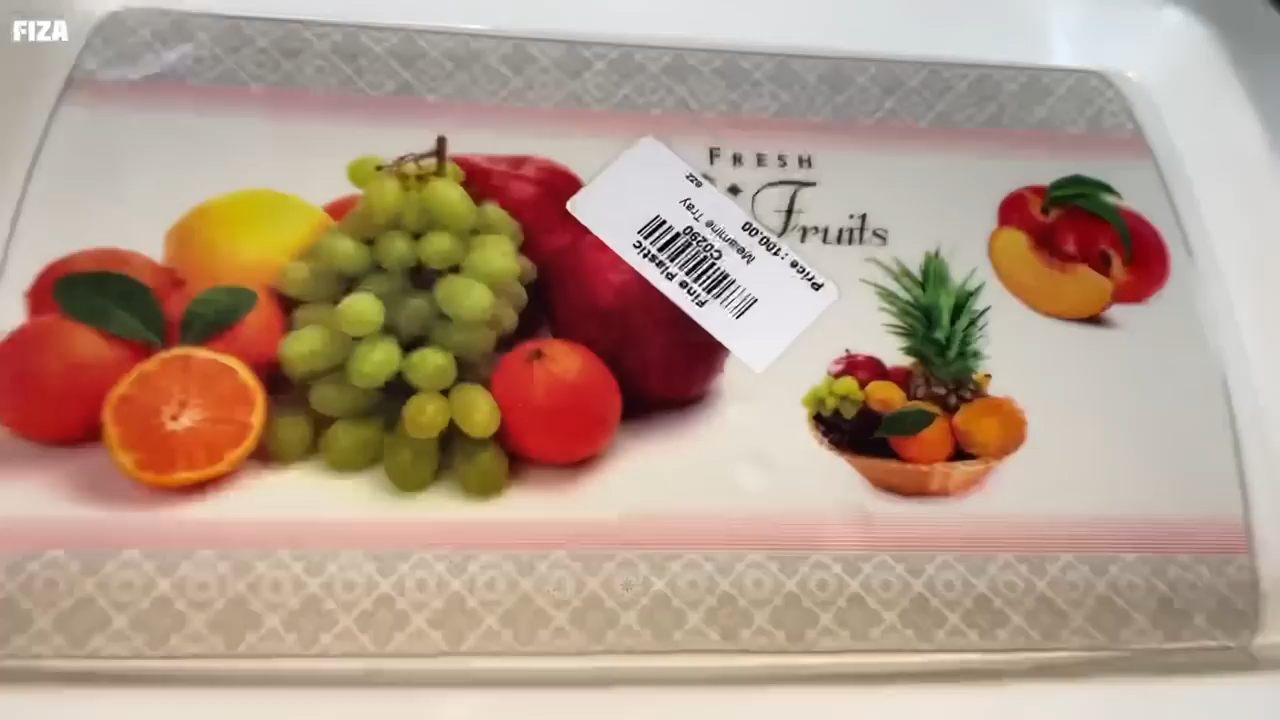 FIZA
FRESH
Fruits
Fine Plastic
C0290
Melamine Tray
Price : 100.00